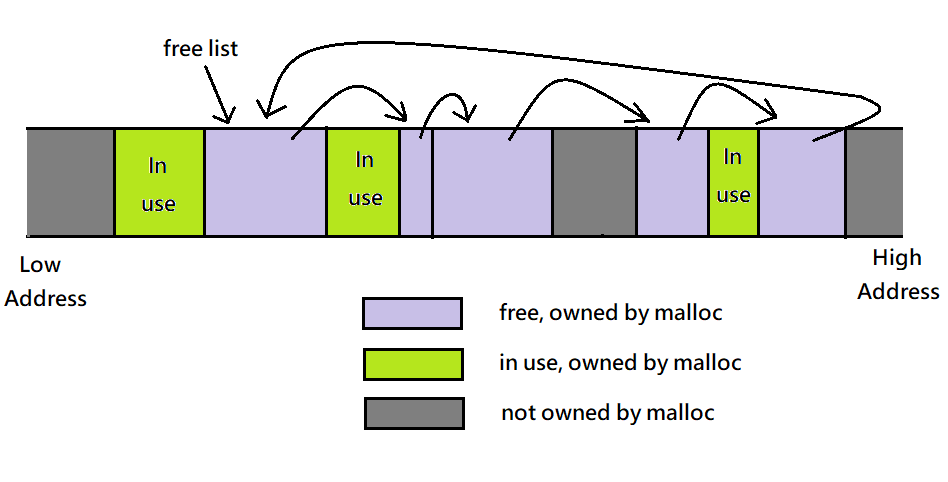 free list
In
use
In
use
In
use
Low
Address
High
Address
free, owned by malloc
in use, owned by malloc
not owned by malloc